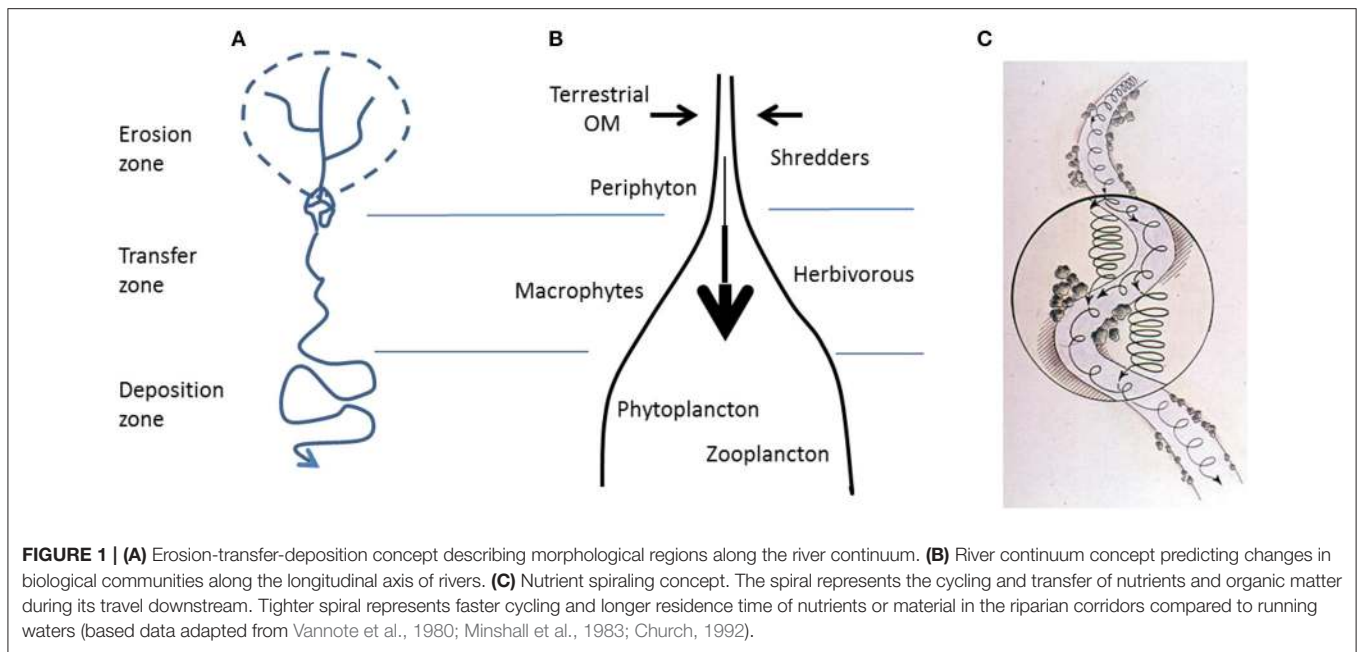 A
B
C
Erosion
zone
Transfer
zone
Deposition
zone
Terrestrial
OM
Shredders
Periphyton
Macrophytes
Herbivorous
Phytoplancton
Zooplancton
FIGURE 1 | (A) Erosion-transfer-deposition concept describing morphological regions along the river continuum. (B) River continuum concept predicting changes in
biological communities along the longitudinal axis of rivers. (C) Nutrient spiraling concept. The spiral represents the cycling and transfer of nutrients and organic matter
during its travel downstream. Tighter spiral represents faster cycling and longer residence time of nutrients or material in the riparian corridors compared to running
waters (based data adapted from Vannote et al., 1980; Minshall et al., 1983; Church, 1992).